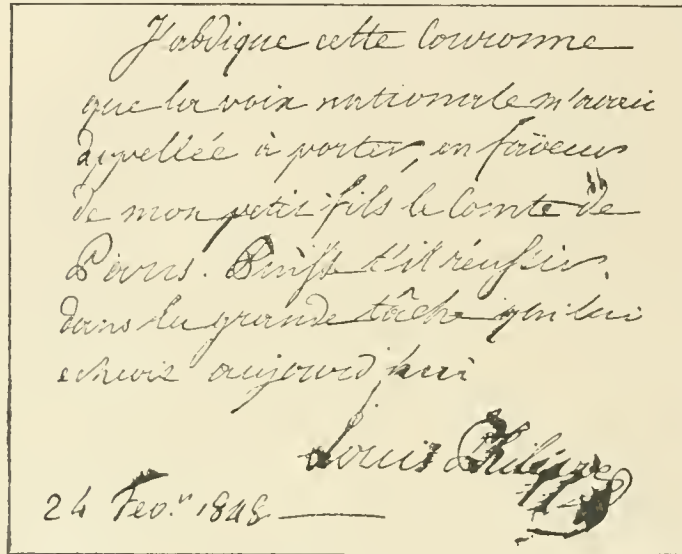 J'abdique cette Couronne
que la voix nationale m'avait
appellée à porter, en faveur
de mon petit fils le Comte de
Paris. Puisse t'il réussir
dans la grande tâche qui lui
echoit aujourd'hui
Louis Philippe
24 Fev.r 1848